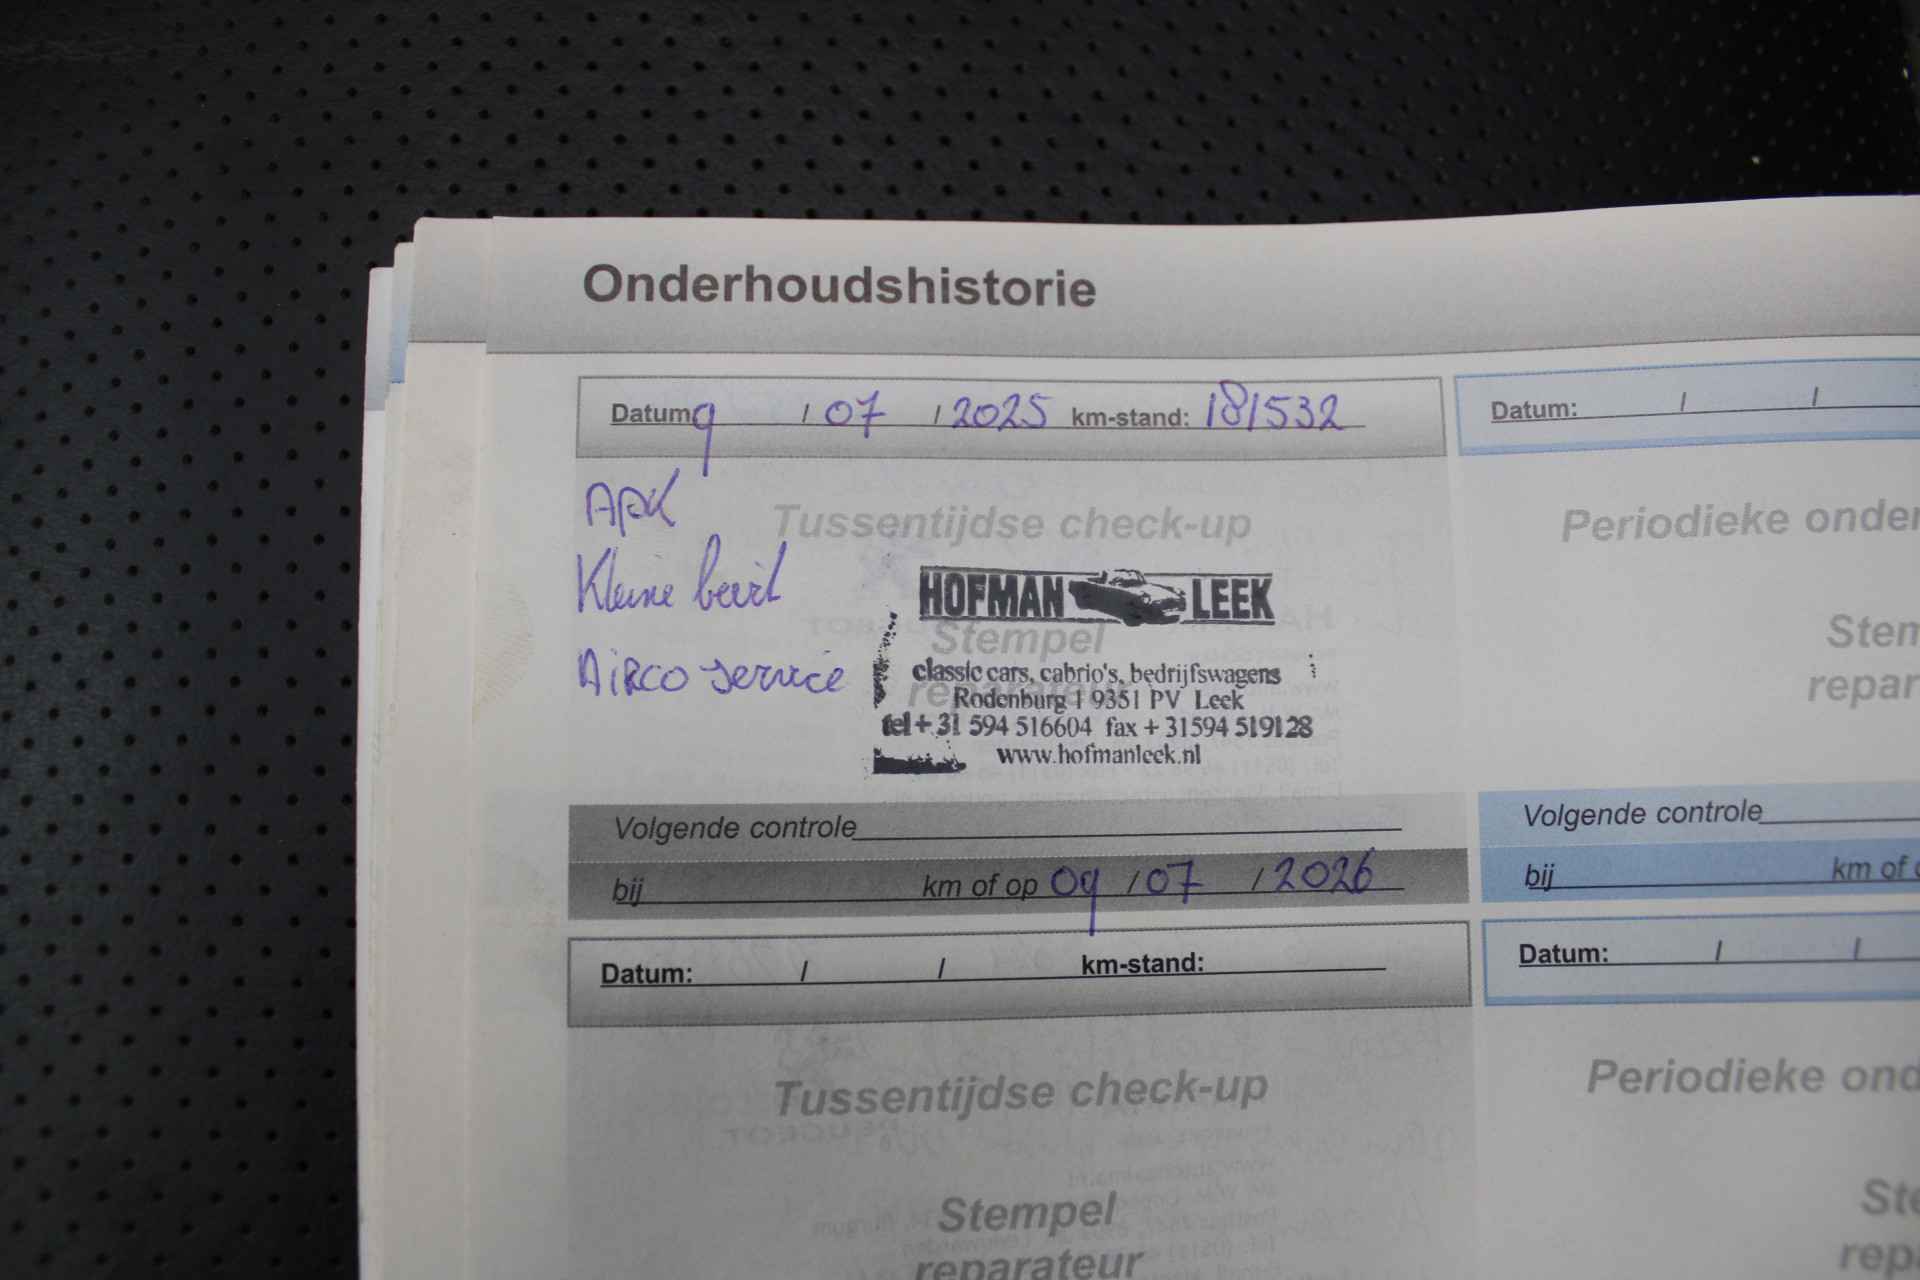 Onderhoudshistorie
Datum 9 / 07 / 2025 km-stand: 181532
Datum: / /
APK
Tussentijdse check-up
Periodieke onder
Kleine beurt
HOFMAN LEEK
Stempel
Stem
Airco service
classic cars, cabrio's, bedrijfswagens
reparateur
repar
Rodenburg 1 9351 PV Leek
tel + 31 594 516604 fax + 31594 519128
www.hofmanleek.nl
Volgende controle
Volgende controle
bij km of op 09 / 07 / 2026
bij km of o
Datum: / / km-stand:
Datum: / /
Tussentijdse check-up
Periodieke ond
Stempel
Ste
reparateur
rep